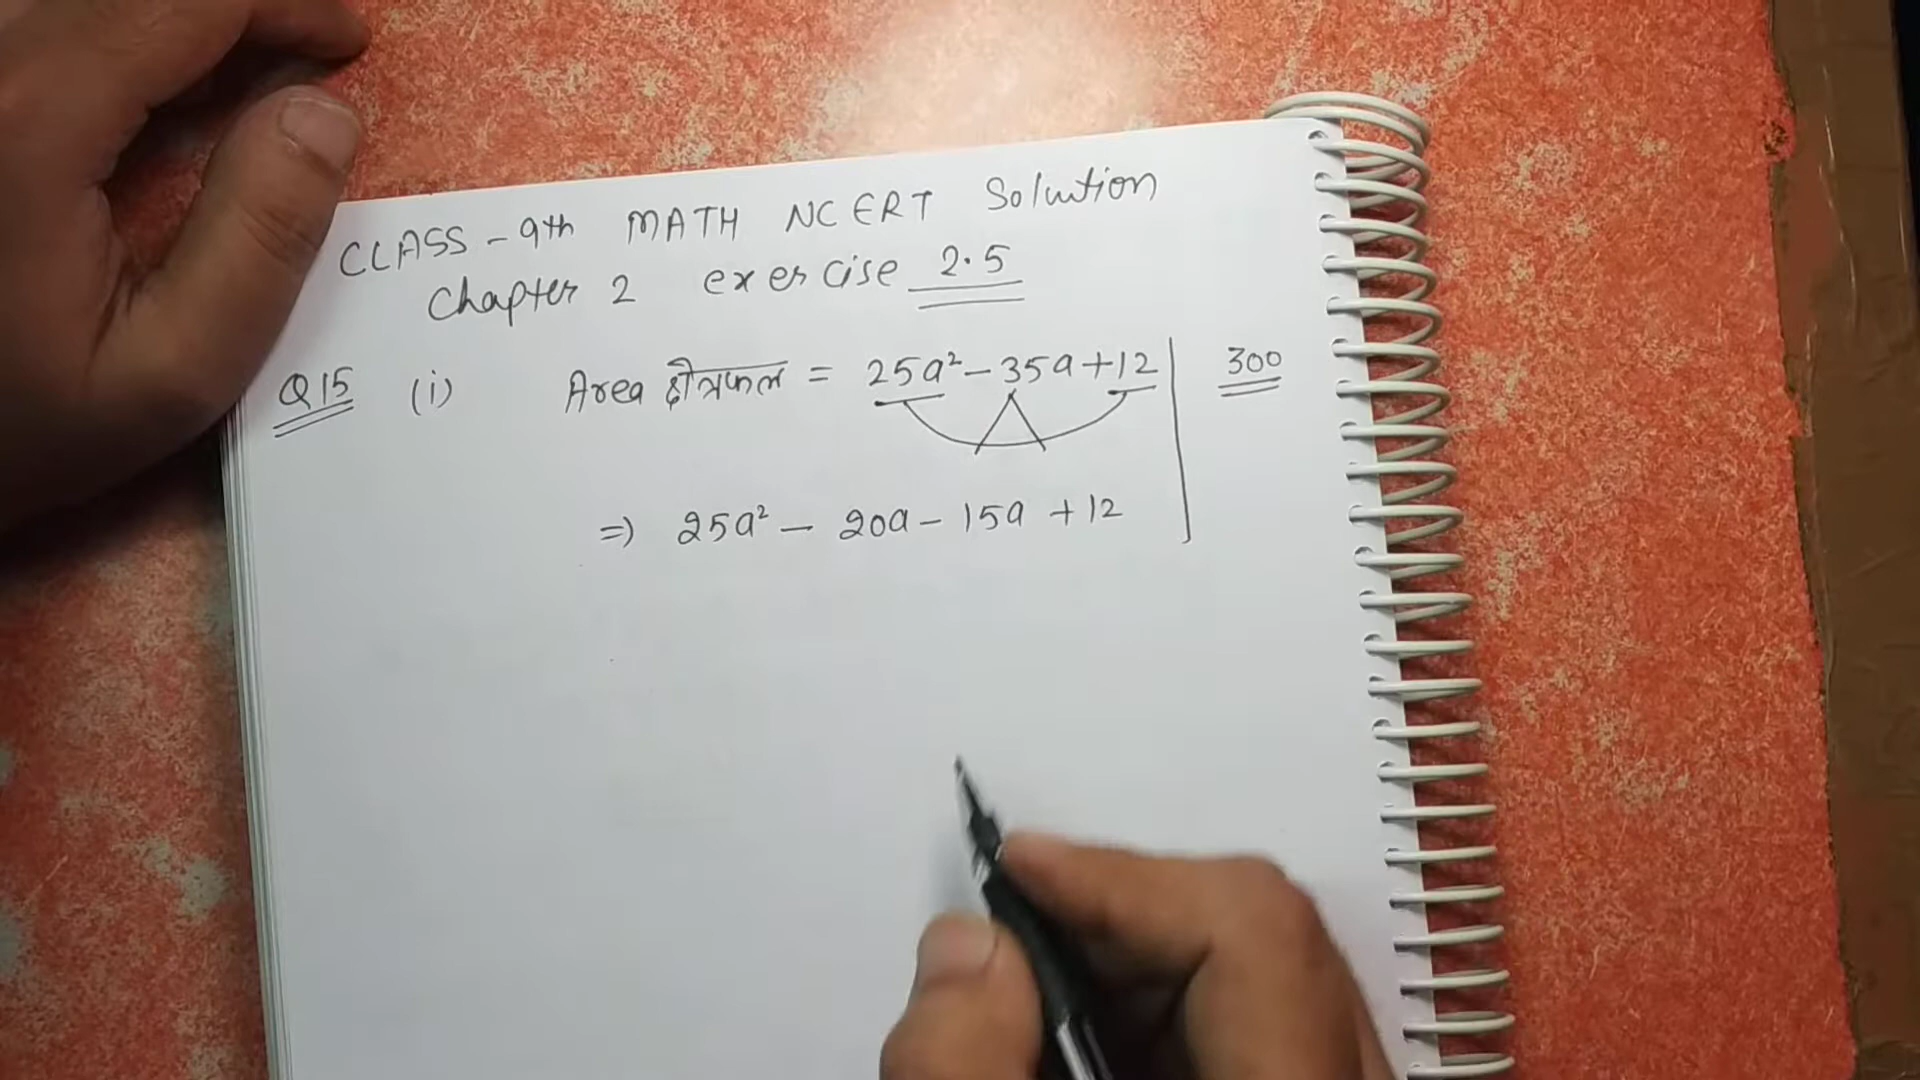 CLASS - 9th MATH NCERT Solution
Chapter 2 exercise 2.5
Q15 (i) Area क्षेत्रफल = 25a² - 35a + 12 | 300
=) 25a² - 20a - 15a + 12